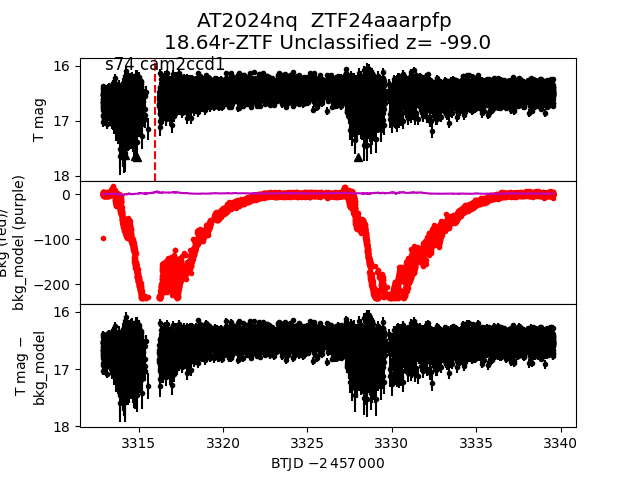 AT2024nq  ZTF24aaarpfp
18.64r-ZTF Unclassified z= -99.0
s74 cam2ccd1
16
17
18
T mag
0
−100
−200
Bkg (red)/
bkg_model (purple)
16
17
18
T mag −
bkg_model
3315
3320
3325
3330
3335
3340
BTJD −2 457 000